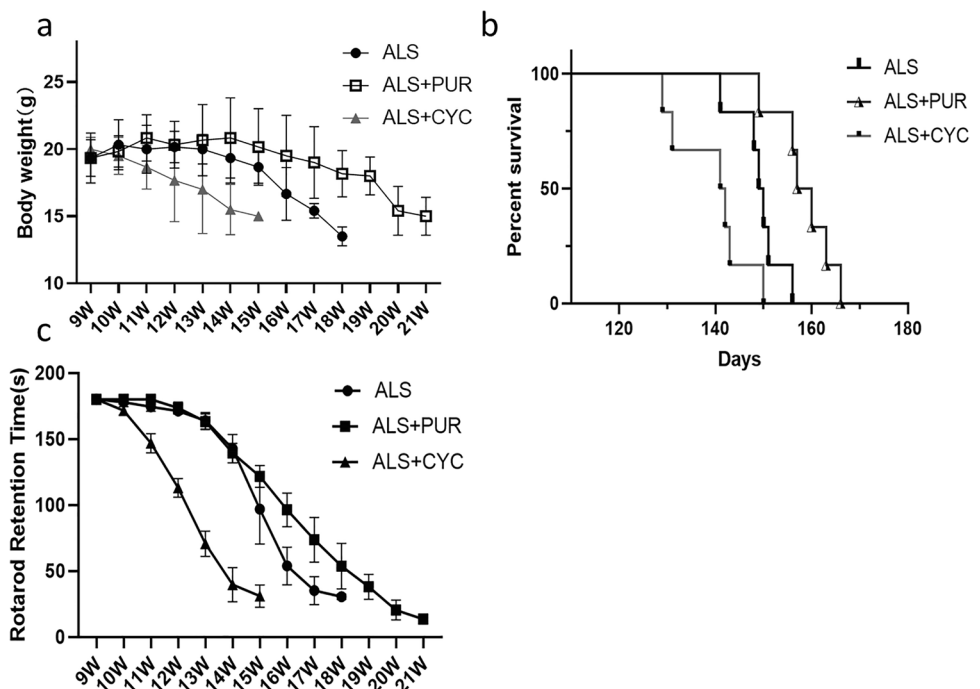 a
Body weight(g)
25
20
15
10
9W 10W 11W 12W 13W 14W 15W 16W 17W 18W 19W 20W 21W
ALS
ALS+PUR
ALS+CYC
b
Percent survival
100
50
0
120 140 160 180
Days
ALS
ALS+PUR
ALS+CYC
c
Rotarod Retention Time(s)
200
150
100
50
0
9W 10W 11W 12W 13W 14W 15W 16W 17W 18W 19W 20W 21W
ALS
ALS+PUR
ALS+CYC